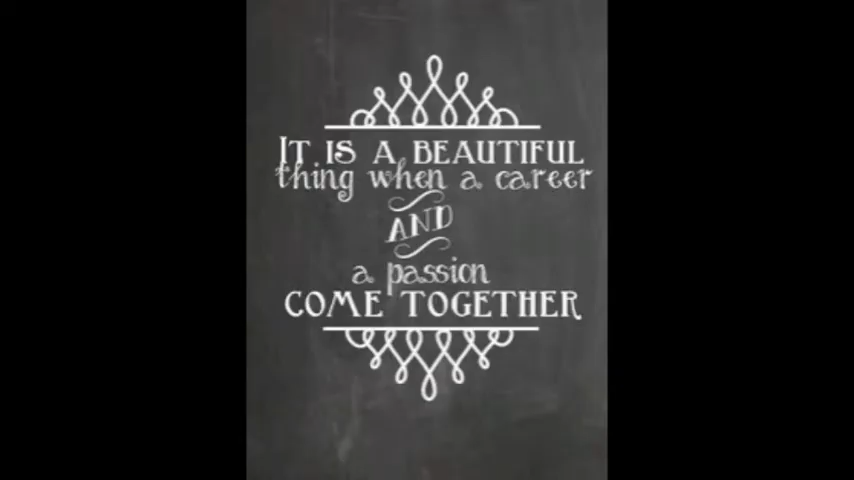 IT IS A BEAUTIFUL
thing when a career
AND
a passion
COME TOGETHER